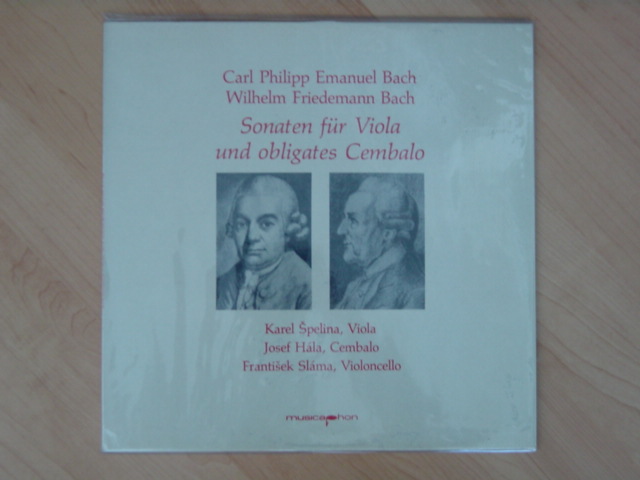 Carl Philipp Emanuel Bach
Wilhelm Friedemann Bach
Sonaten für Viola
und obligates Cembalo
Karel Špelina, Viola
Josef Hála, Cembalo
František Sláma, Violoncello
musicaphon